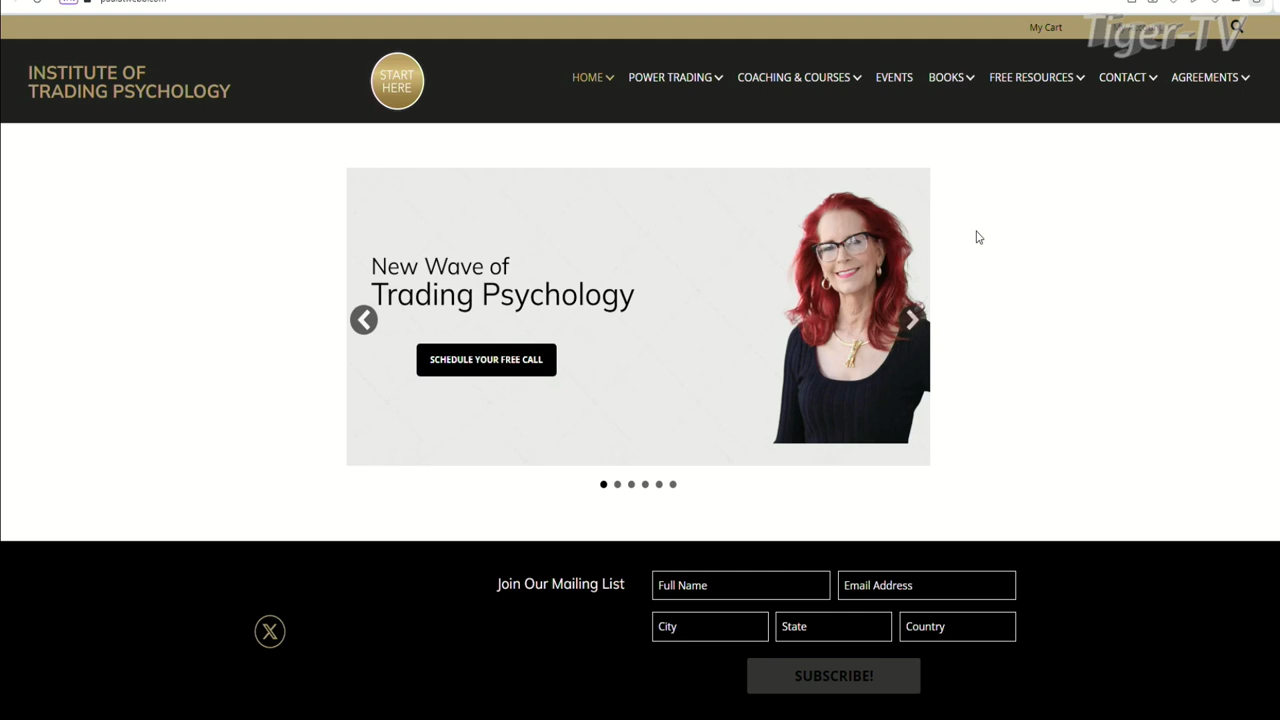 My Cart
Tiger-TV
INSTITUTE OF
TRADING PSYCHOLOGY
START
HERE
HOME
POWER TRADING
COACHING & COURSES
EVENTS
BOOKS
FREE RESOURCES
CONTACT
AGREEMENTS
New Wave of
Trading Psychology
SCHEDULE YOUR FREE CALL
Join Our Mailing List
Full Name
Email Address
City
State
Country
SUBSCRIBE!